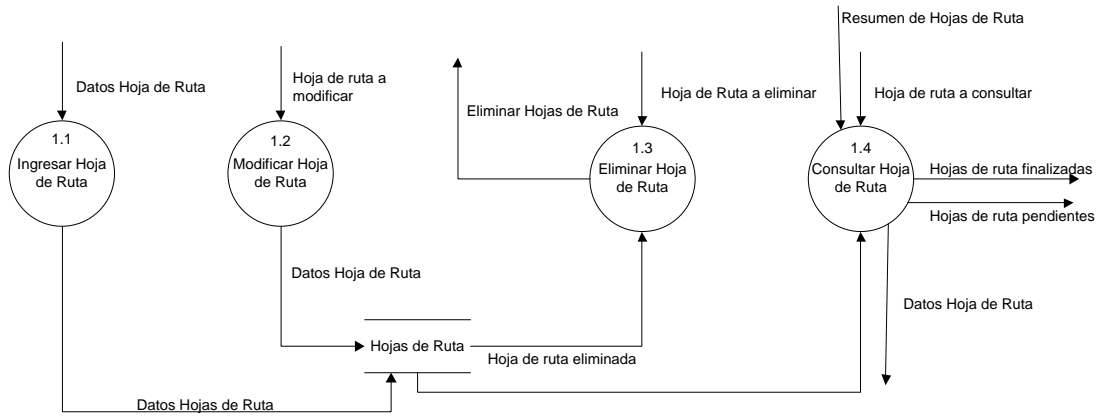 Resumen de Hojas de Ruta
Datos Hoja de Ruta
Hoja de ruta a
modificar
Eliminar Hojas de Ruta
Hoja de Ruta a eliminar
Hoja de ruta a consultar
1.1
Ingresar Hoja
de Ruta
1.2
Modificar Hoja
de Ruta
1.3
Eliminar Hoja
de Ruta
1.4
Consultar Hoja
de Ruta
Hojas de ruta finalizadas
Hojas de ruta pendientes
Datos Hoja de Ruta
Datos Hoja de Ruta
Hojas de Ruta
Hoja de ruta eliminada
Datos Hojas de Ruta